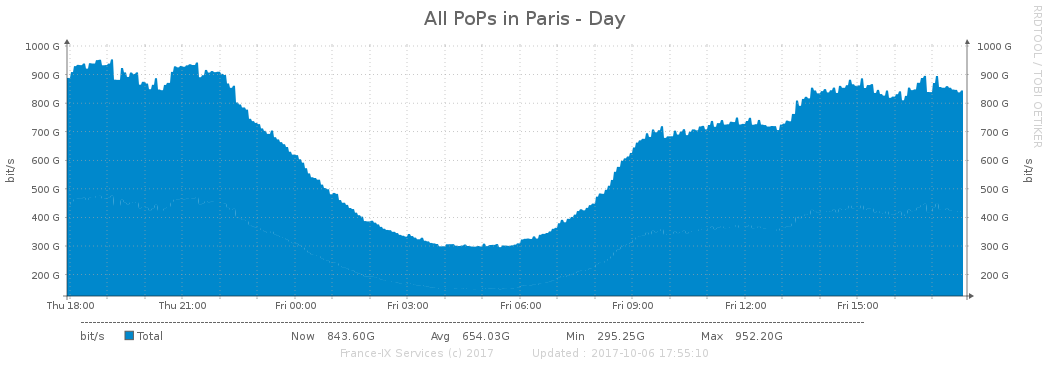 All PoPs in Paris - Day
RRDTOOL / TOBI OETIKER
1000 G 1000 G
900 G 900 G
800 G 800 G
700 G 700 G
600 G 600 G
500 G 500 G
400 G 400 G
300 G 300 G
200 G 200 G
bit/s bit/s
Thu 18:00 Thu 21:00 Fri 00:00 Fri 03:00 Fri 06:00 Fri 09:00 Fri 12:00 Fri 15:00
bit/s Total Now 843.60G Avg 654.03G Min 295.25G Max 952.20G
France-IX Services (c) 2017 Updated : 2017-10-06 17:55:10